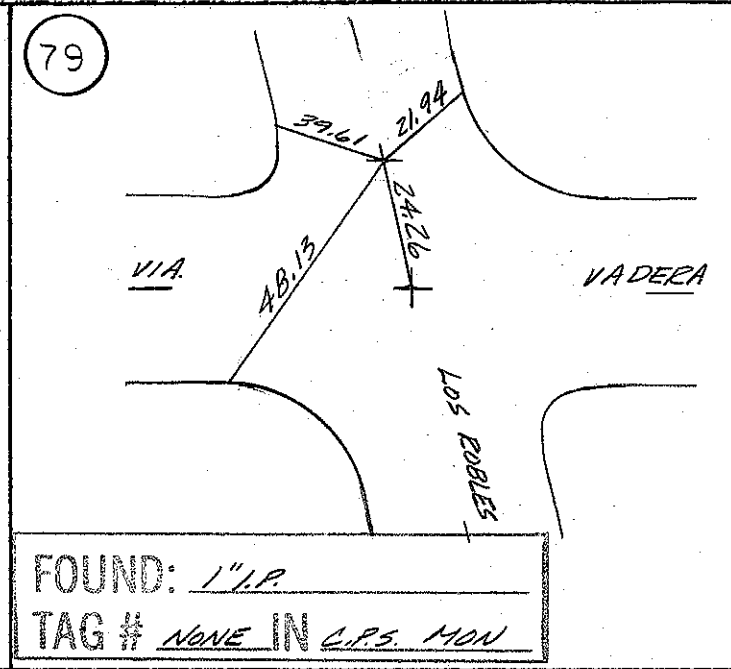 79
39.61
21.94
24.26
48.13
VIA
VADERA
LOS ROBLES
FOUND: 1" I.P.
TAG # NONE IN C.P.S. MON